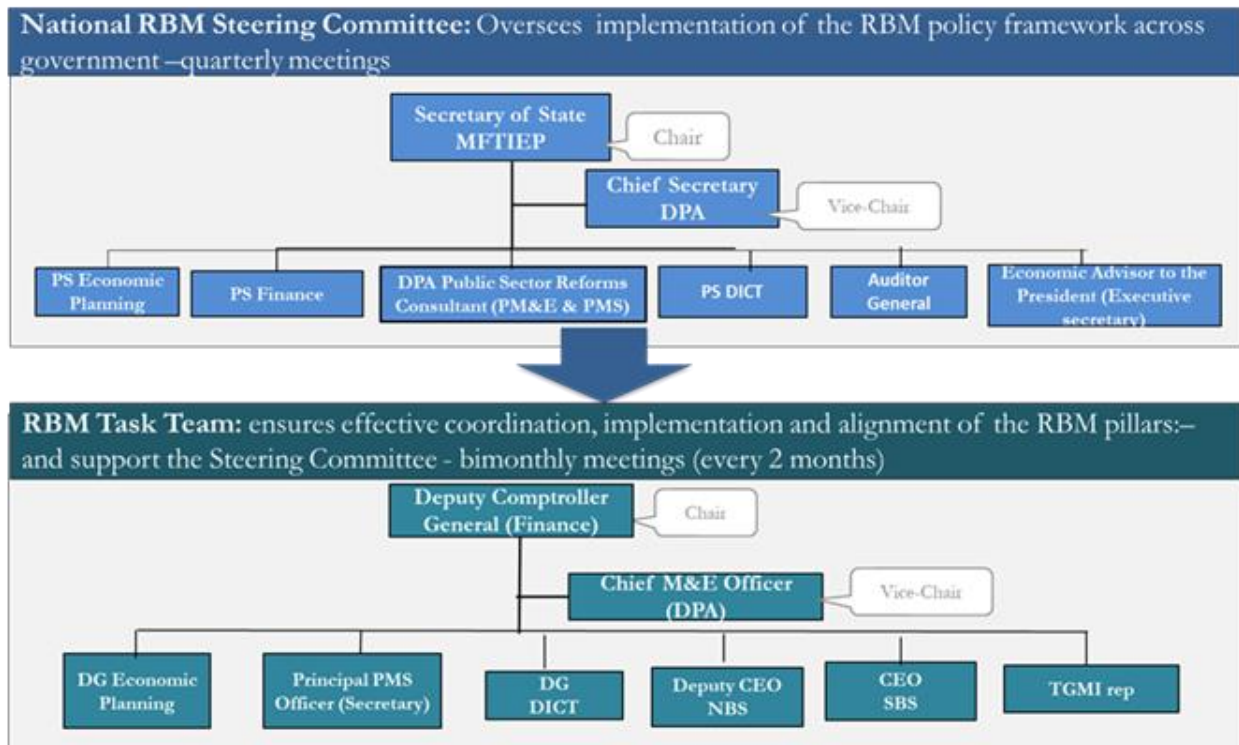 National RBM Steering Committee: Oversees implementation of the RBM policy framework across
government –quarterly meetings
Secretary of State
MFTIEP
Chair
Chief Secretary
DPA
Vice-Chair
PS Economic
Planning
PS Finance
DPA Public Sector Reforms
Consultant (PM&E & PMS)
PS DICT
Auditor
General
Economic Advisor to the
President (Executive
secretary)
RBM Task Team: ensures effective coordination, implementation and alignment of the RBM pillars:–
and support the Steering Committee - bimonthly meetings (every 2 months)
Deputy Comptroller
General (Finance)
Chair
Chief M&E Officer
(DPA)
Vice-Chair
DG Economic
Planning
Principal PMS
Officer (Secretary)
DG
DICT
Deputy CEO
NBS
CEO
SBS
TGMI rep